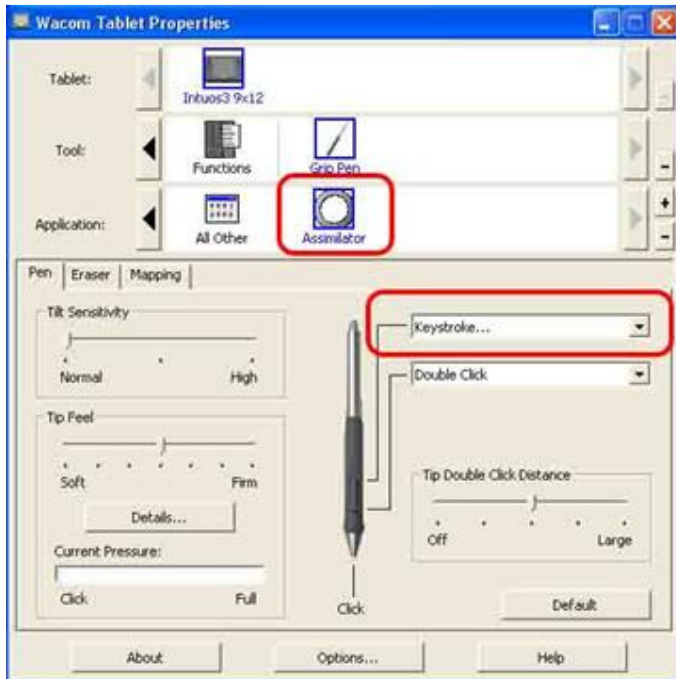 Wacom Tablet Properties
Tablet:
Intuos3 9x12
Tool:
Functions
Grip Pen
Application:
All Other
Assimilator
Pen Eraser Mapping
Tilt Sensitivity
Normal High
Keystroke...
Double Click
Tip Feel
Soft Firm
Details...
Current Pressure:
Click Full
Click
Tip Double Click Distance
Off Large
Default
About Options... Help